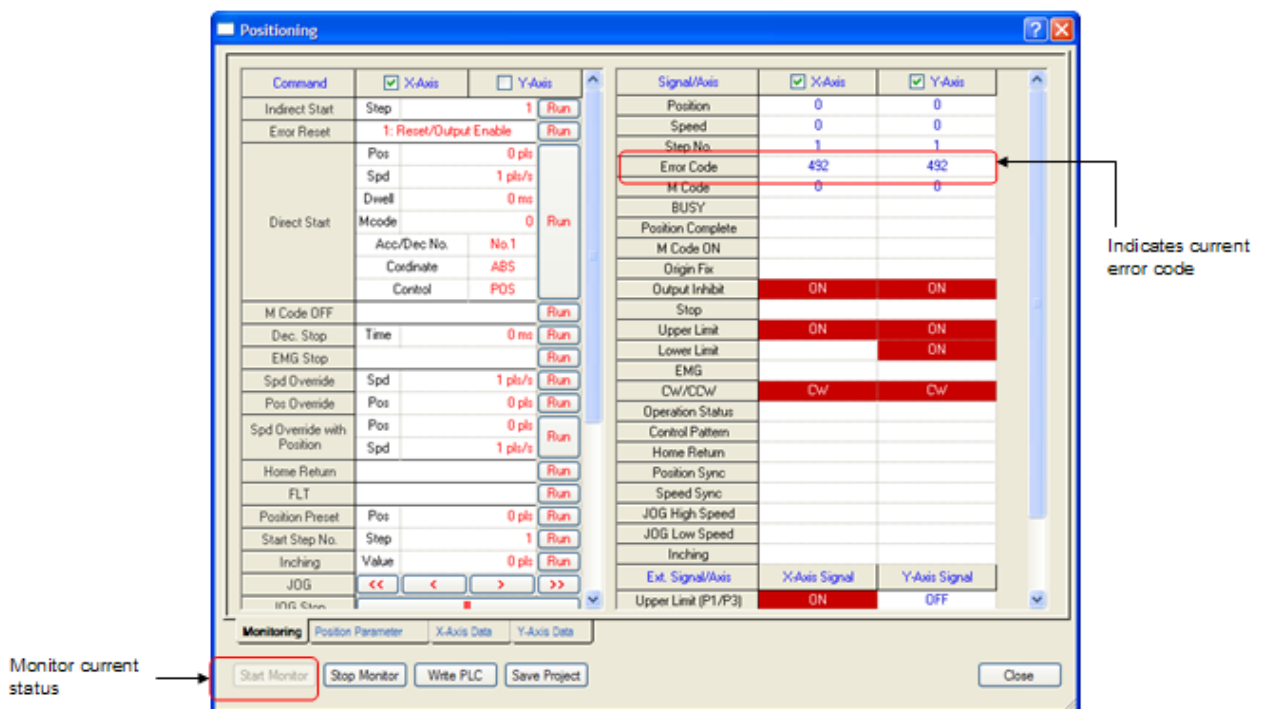 Positioning
Command X-Axis Y-Axis
Indirect Start Step 1 Run
Error Reset 1: Reset/Output Enable Run
Direct Start Pos 0 pls
Spd 1 pls/s
Dwell 0 ms
Mcode 0 Run
Acc/Dec No. No.1
Cordinate ABS
Control POS
M Code OFF Run
Dec. Stop Time 0 ms Run
EMG Stop Run
Spd Override Spd 1 pls/s Run
Pos Override Pos 0 pls Run
Spd Override with Position Pos 0 pls Run
Spd 1 pls/s
Home Return Run
FLT Run
Position Preset Pos 0 pls Run
Start Step No. Step 1 Run
Inching Value 0 pls Run
JOG << < > >>
JOG Stop
Signal/Axis X-Axis Y-Axis
Position 0 0
Speed 0 0
Step No. 1 1
Error Code 492 492
M Code 0 0
BUSY
Position Complete
M Code ON
Origin Fix
Output Inhibit ON ON
Stop
Upper Limit ON ON
Lower Limit ON
EMG
CW/CCW CW CW
Operation Status
Control Pattern
Home Return
Position Sync
Speed Sync
JOG High Speed
JOG Low Speed
Inching
Ext. Signal/Axis X-Axis Signal Y-Axis Signal
Upper Limit (P1/P3) ON OFF
Indicates current
error code
Monitoring Position Parameter X-Axis Data Y-Axis Data
Monitor current
status
Start Monitor Stop Monitor Write PLC Save Project Close